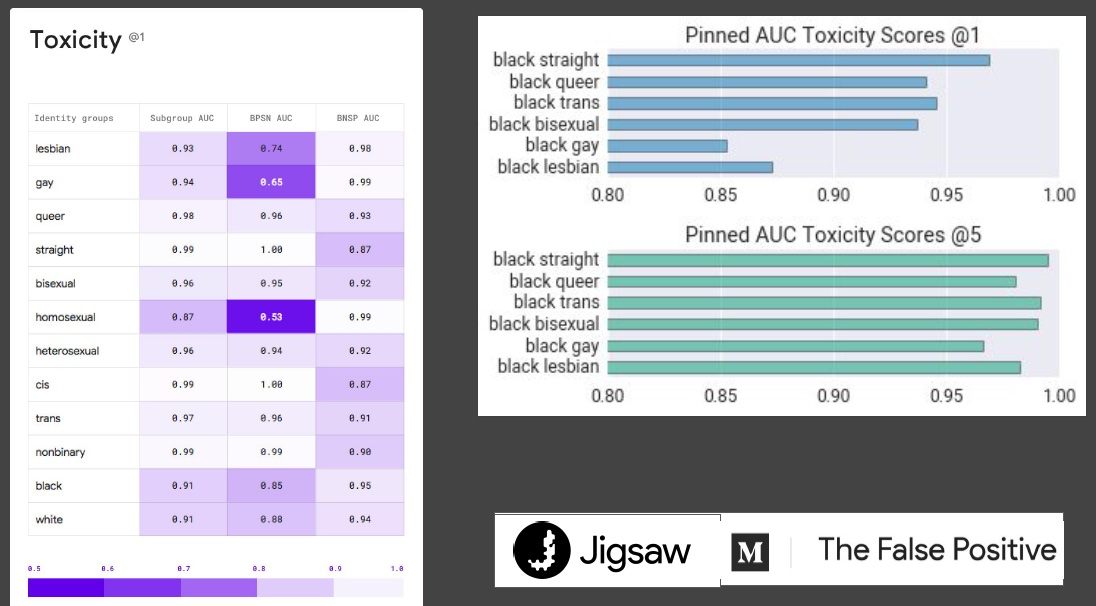 Toxicity @1
Identity groups Subgroup AUC BPSN AUC BNSP AUC
lesbian 0.93 0.74 0.98
gay 0.94 0.65 0.99
queer 0.98 0.96 0.93
straight 0.99 1.00 0.87
bisexual 0.96 0.95 0.92
homosexual 0.87 0.53 0.99
heterosexual 0.96 0.94 0.92
cis 0.99 1.00 0.87
trans 0.97 0.96 0.91
nonbinary 0.99 0.99 0.90
black 0.91 0.85 0.95
white 0.91 0.88 0.94
0.5 0.6 0.7 0.8 0.9 1.0
Pinned AUC Toxicity Scores @1
black straight
black queer
black trans
black bisexual
black gay
black lesbian
0.80 0.85 0.90 0.95 1.00
Pinned AUC Toxicity Scores @5
black straight
black queer
black trans
black bisexual
black gay
black lesbian
0.80 0.85 0.90 0.95 1.00
Jigsaw M The False Positive